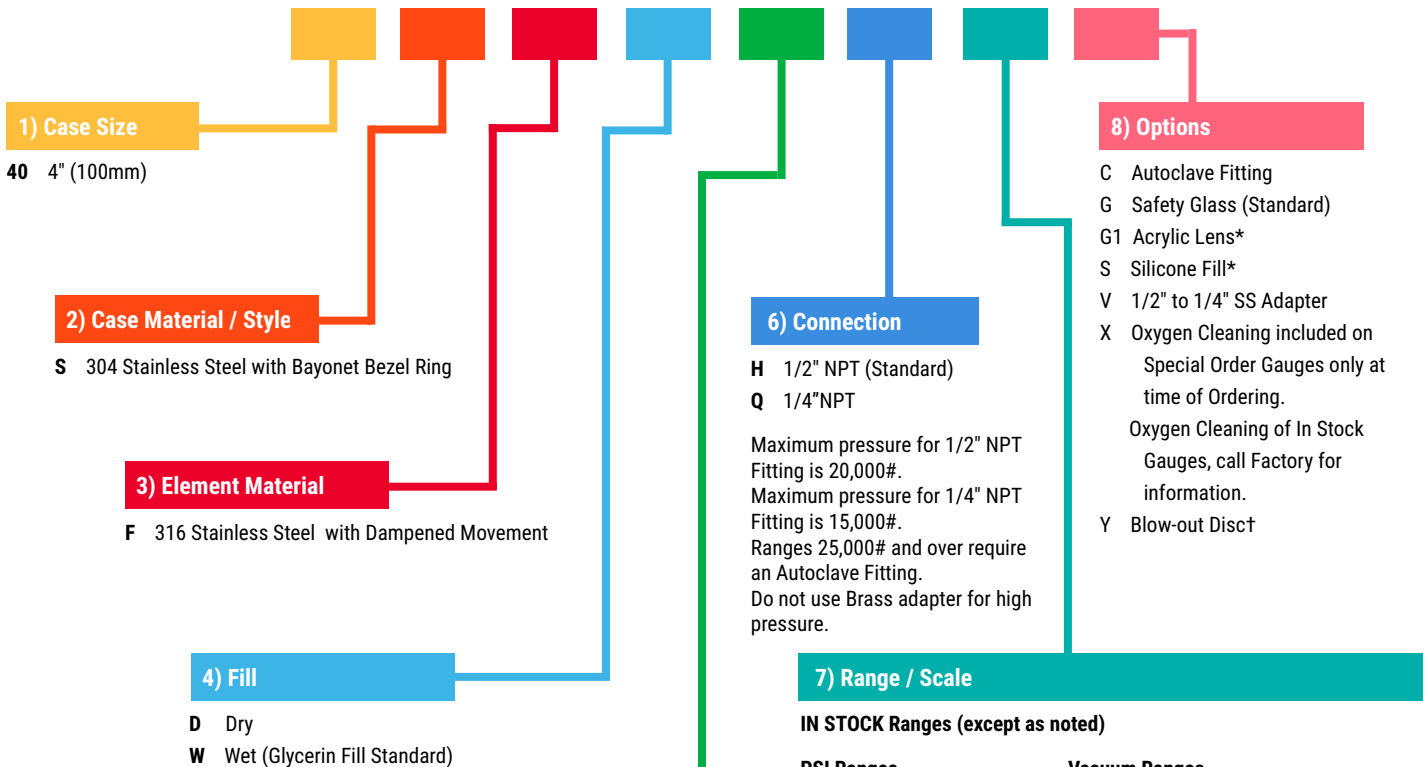 1) Case Size
40 4" (100mm)
2) Case Material / Style
S 304 Stainless Steel with Bayonet Bezel Ring
3) Element Material
F 316 Stainless Steel with Dampened Movement
4) Fill
D Dry
W Wet (Glycerin Fill Standard)
6) Connection
H 1/2" NPT (Standard)
Q 1/4"NPT
Maximum pressure for 1/2" NPT
Fitting is 20,000#.
Maximum pressure for 1/4" NPT
Fitting is 15,000#.
Ranges 25,000# and over require
an Autoclave Fitting.
Do not use Brass adapter for high
pressure.
8) Options
C Autoclave Fitting
G Safety Glass (Standard)
G1 Acrylic Lens*
S Silicone Fill*
V 1/2" to 1/4" SS Adapter
X Oxygen Cleaning included on
Special Order Gauges only at
time of Ordering.
Oxygen Cleaning of In Stock
Gauges, call Factory for
information.
Y Blow-out Disc†
7) Range / Scale
IN STOCK Ranges (except as noted)
PSI Ranges Vacuum Ranges